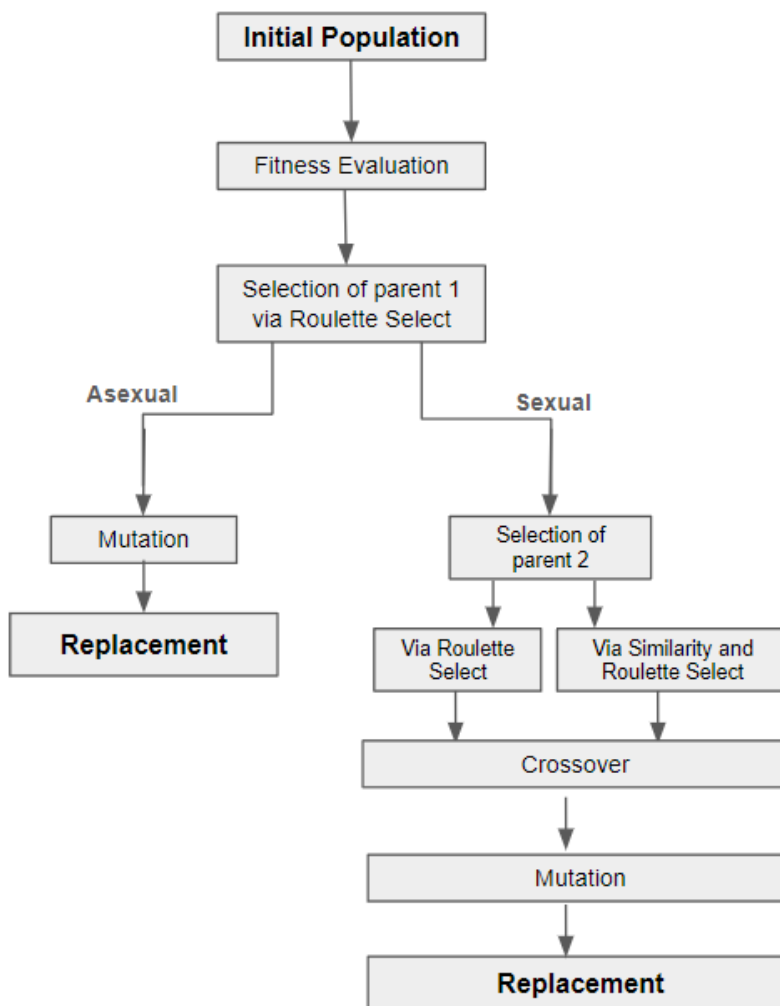 Initial Population
Fitness Evaluation
Selection of parent 1
via Roulette Select
Asexual
Sexual
Mutation
Selection of
parent 2
Replacement
Via Roulette
Select
Via Similarity and
Roulette Select
Crossover
Mutation
Replacement